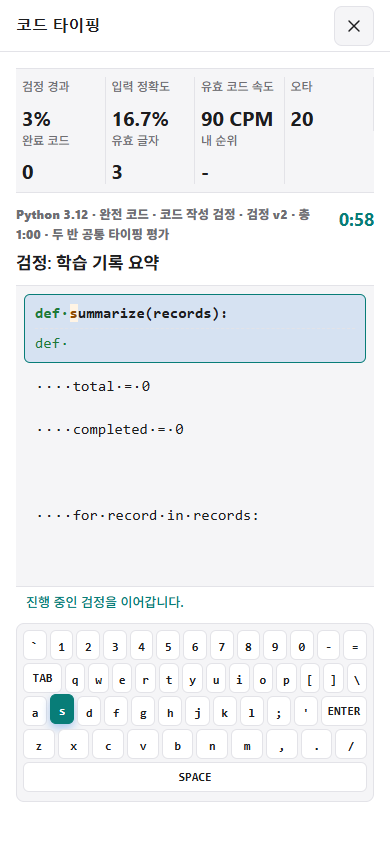 코드 타이핑
검정 경과 입력 정확도 유효 코드 속도 오타
3% 16.7% 90 CPM 20
완료 코드 유효 글자 내 순위
0 3 -
Python 3.12 · 완전 코드 · 코드 작성 검정 · 검정 v2 · 총
1:00 · 두 반 공통 타이핑 평가
0:58
검정: 학습 기록 요약
def·summarize(records):
def·
····total·=·0
····completed·=·0
····for·record·in·records:
진행 중인 검정을 이어갑니다.
` 1 2 3 4 5 6 7 8 9 0 - =
TAB q w e r t y u i o p [ ] \
a s d f g h j k l ; ' ENTER
z x c v b n m , . /
SPACE